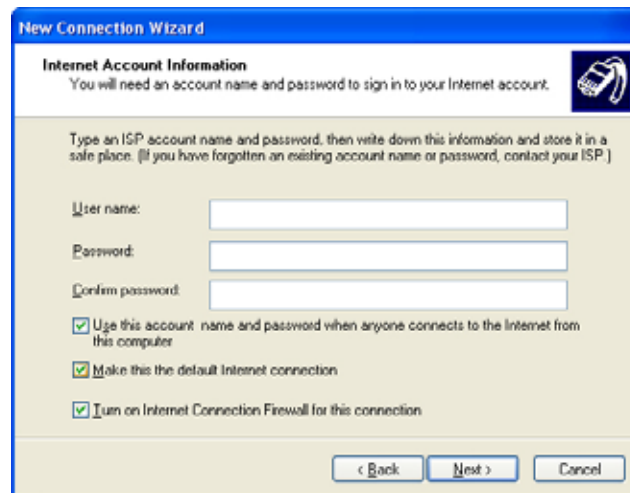 New Connection Wizard
Internet Account Information
You will need an account name and password to sign in to your Internet account.
Type an ISP account name and password, then write down this information and store it in a
safe place. (If you have forgotten an existing account name or password, contact your ISP.)
User name:
Password:
Confirm password:
Use this account name and password when anyone connects to the Internet from
this computer
Make this the default Internet connection
Turn on Internet Connection Firewall for this connection
< Back
Next >
Cancel